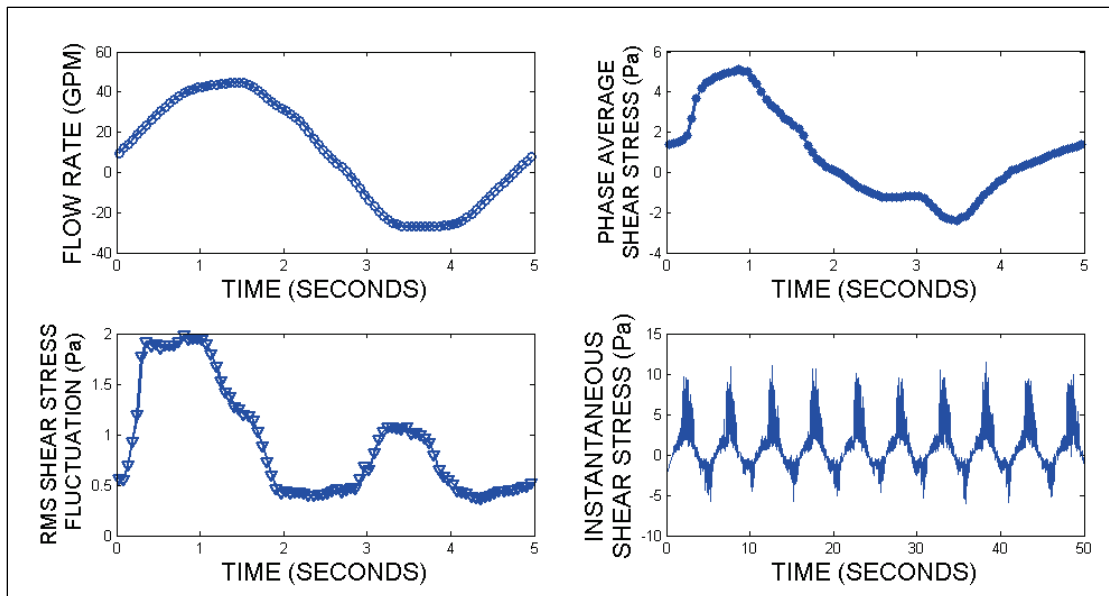 FLOW RATE (GPM)
60
40
20
0
-20
-40
0 1 2 3 4 5
TIME (SECONDS)
PHASE AVERAGE
SHEAR STRESS (Pa)
6
4
2
0
-2
-4
0 1 2 3 4 5
TIME (SECONDS)
RMS SHEAR STRESS
FLUCTUATION (Pa)
2
1.5
1
0.5
0
0 1 2 3 4 5
TIME (SECONDS)
INSTANTANEOUS
SHEAR STRESS (Pa)
15
10
5
0
-5
-10
0 10 20 30 40 50
TIME (SECONDS)